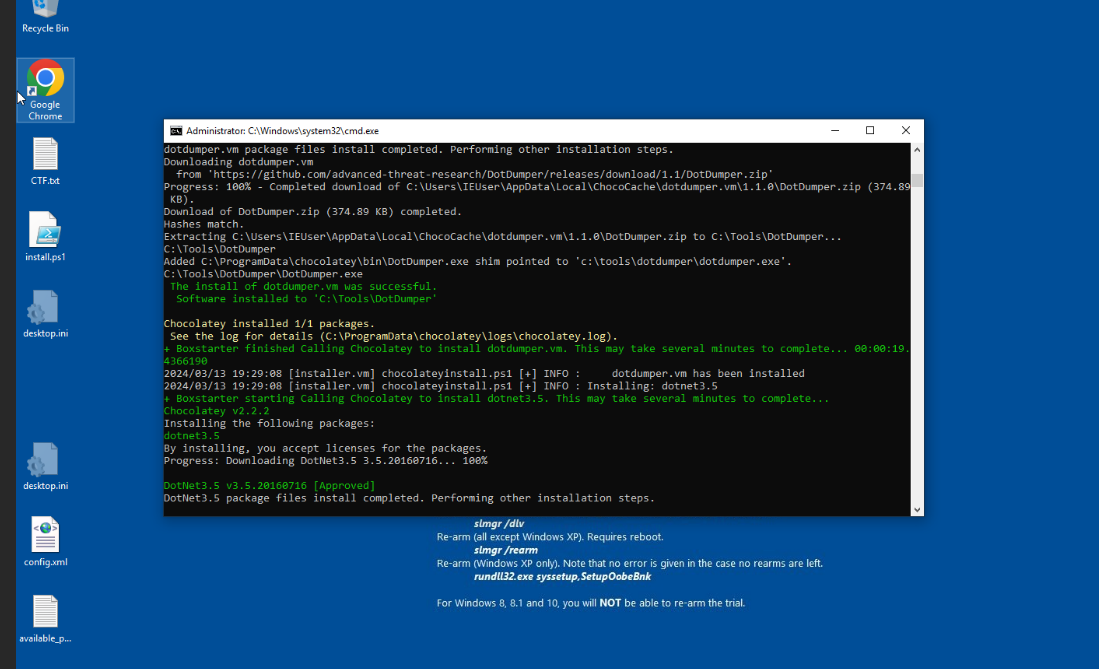 Recycle Bin
Google
Chrome
CTF.txt
install.ps1
desktop.ini
desktop.ini
config.xml
available_p...
Administrator: C:\Windows\system32\cmd.exe
dotdumper.vm package files install completed. Performing other installation steps.
Downloading dotdumper.vm
from 'https://github.com/advanced-threat-research/DotDumper/releases/download/1.1/DotDumper.zip'
Progress: 100% - Completed download of C:\Users\IEUser\AppData\Local\ChocoCache\dotdumper.vm\1.1.0\DotDumper.zip (374.89
KB).
Download of DotDumper.zip (374.89 KB) completed.
Hashes match.
Extracting C:\Users\IEUser\AppData\Local\ChocoCache\dotdumper.vm\1.1.0\DotDumper.zip to C:\Tools\DotDumper...
C:\Tools\DotDumper
Added C:\ProgramData\chocolatey\bin\DotDumper.exe shim pointed to 'c:\tools\dotdumper\dotdumper.exe'.
C:\Tools\DotDumper\DotDumper.exe
The install of dotdumper.vm was successful.
Software installed to 'C:\Tools\DotDumper'
Chocolatey installed 1/1 packages.
See the log for details (C:\ProgramData\chocolatey\logs\chocolatey.log).
+ Boxstarter finished Calling Chocolatey to install dotdumper.vm. This may take several minutes to complete... 00:00:19.
4366190
2024/03/13 19:29:08 [installer.vm] chocolateyinstall.ps1 [+] INFO :     dotdumper.vm has been installed
2024/03/13 19:29:08 [installer.vm] chocolateyinstall.ps1 [+] INFO : Installing: dotnet3.5
+ Boxstarter starting Calling Chocolatey to install dotnet3.5. This may take several minutes to complete...
Chocolatey v2.2.2
Installing the following packages:
dotnet3.5
By installing, you accept licenses for the packages.
Progress: Downloading DotNet3.5 3.5.20160716... 100%
DotNet3.5 v3.5.20160716 [Approved]
DotNet3.5 package files install completed. Performing other installation steps.
slmgr /dlv
Re-arm (all except Windows XP). Requires reboot.
slmgr /rearm
Re-arm (Windows XP only). Note that no error is given in the case no rearms are left.
rundll32.exe syssetup,SetupOobeBnk
For Windows 8, 8.1 and 10, you will NOT be able to re-arm the trial.